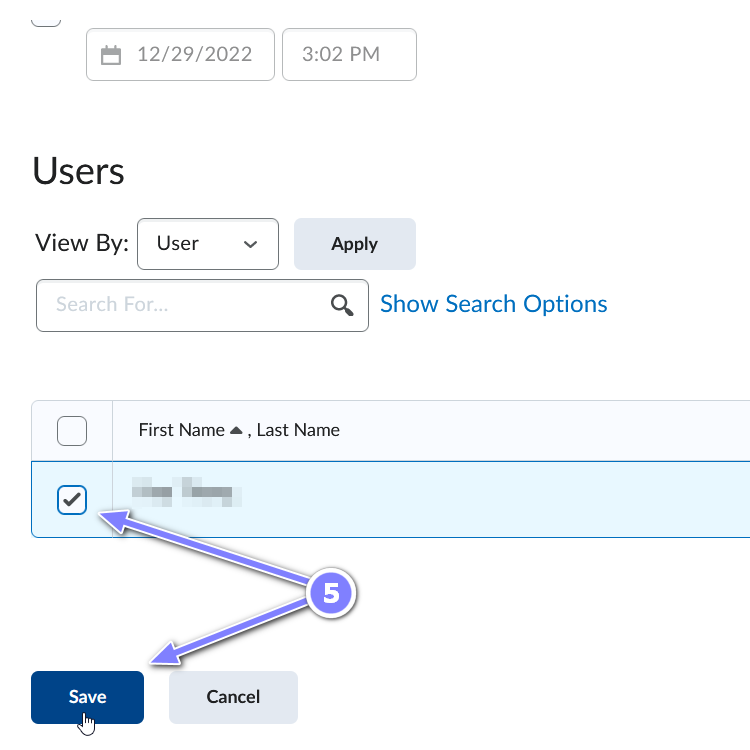 12/29/2022 3:02 PM
Users
View By: User Apply
Search For... Show Search Options
First Name , Last Name
5
Save Cancel